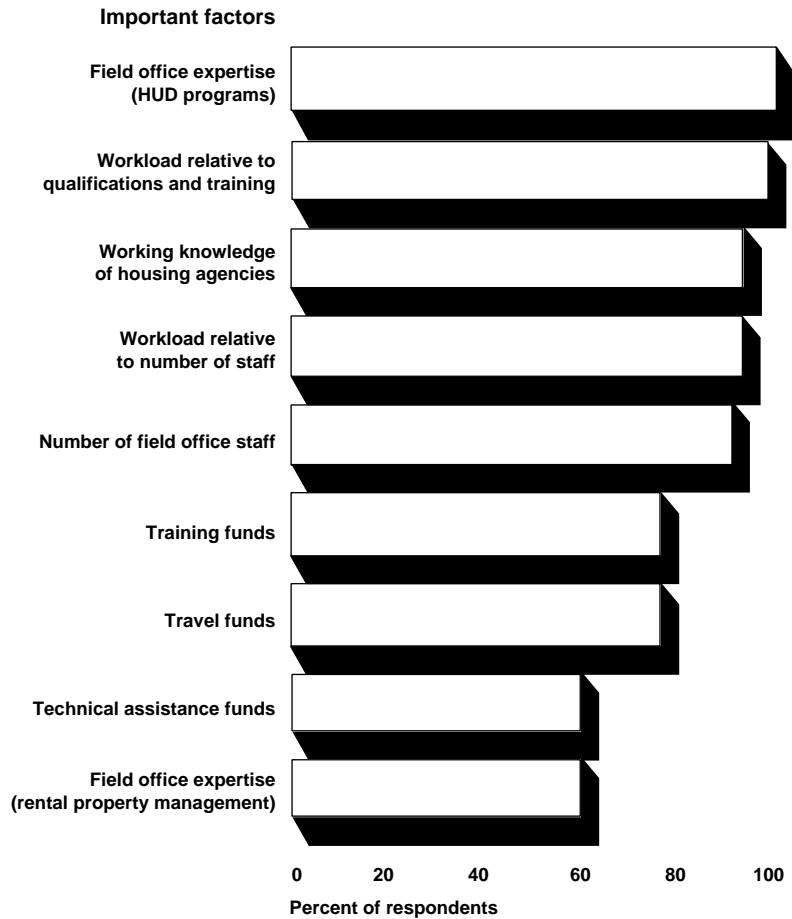 Important factors
Field office expertise
(HUD programs)
Workload relative to
qualifications and training
Working knowledge
of housing agencies
Workload relative
to number of staff
Number of field office staff
Training funds
Travel funds
Technical assistance funds
Field office expertise
(rental property management)
0 20 40 60 80 100
Percent of respondents